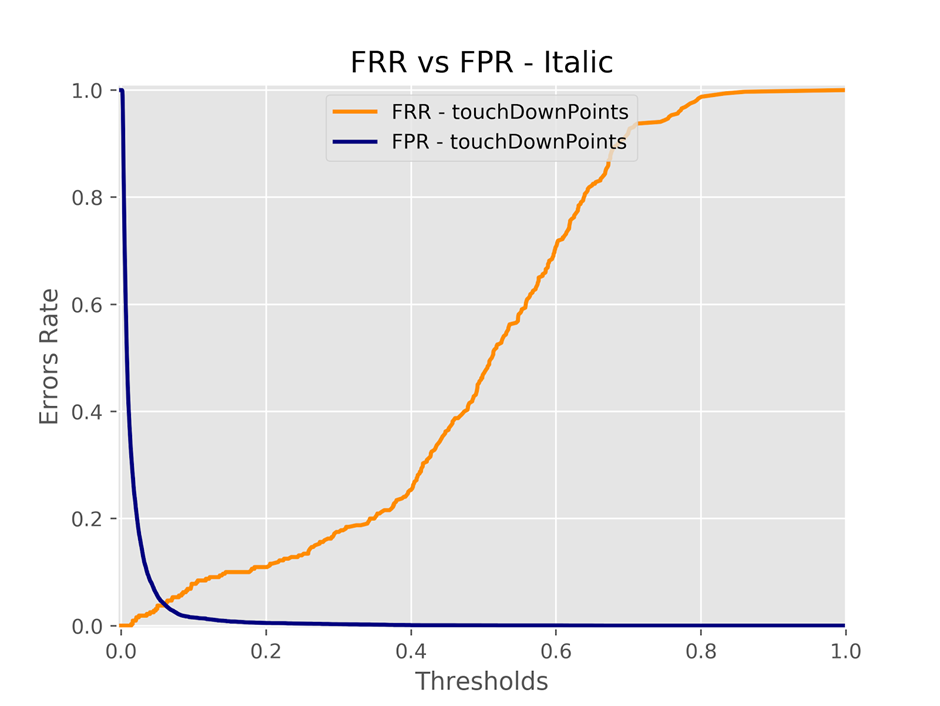 FRR vs FPR - Italic
FRR - touchDownPoints
FPR - touchDownPoints
Errors Rate
1.0
0.8
0.6
0.4
0.2
0.0
0.0 0.2 0.4 0.6 0.8 1.0
Thresholds